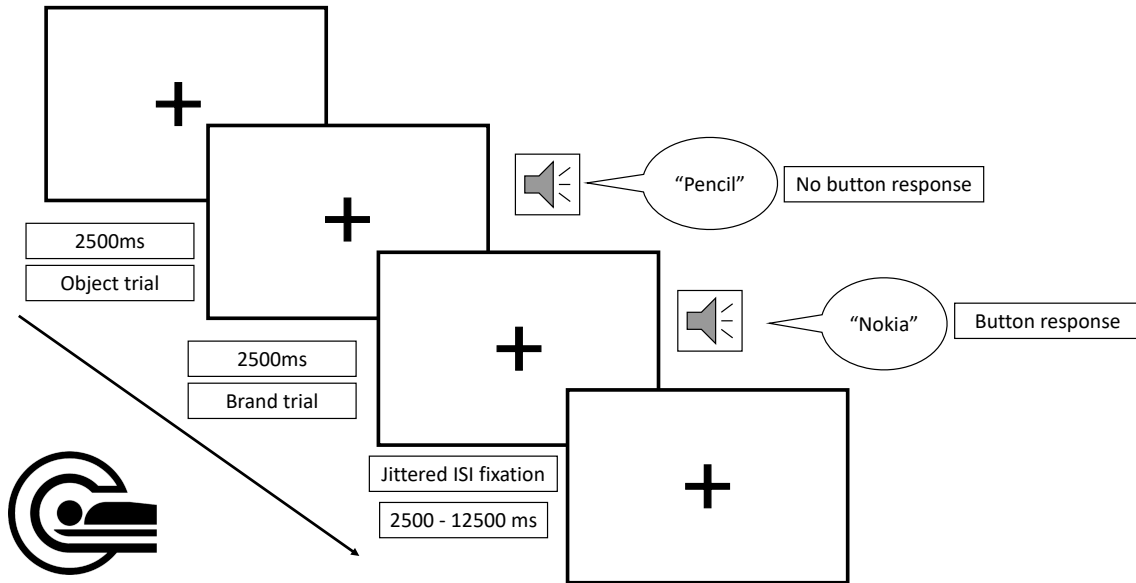 “Pencil”
No button response
2500ms
Object trial
“Nokia”
Button response
2500ms
Brand trial
Jittered ISI fixation
2500 - 12500 ms